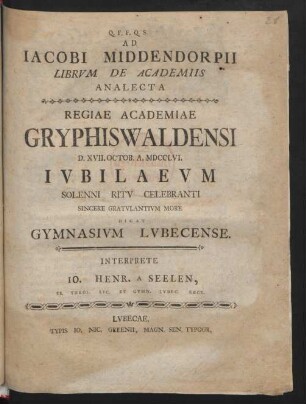 Q. F. F. Q. S.
AD
IACOBI MIDDENDORPII
LIBRVM DE ACADEMIIS
ANALECTA
REGIAE ACADEMIAE
GRYPHISWALDENSI
D. XVII. OCTOB. A. MDCCLVI.
IVBILAEVM
SOLENNI RITV CELEBRANTI
SINCERE GRATVLANTIVM MORE
DICAT
GYMNASIVM LVBECENSE.
INTERPRETE
IO. HENR. A SEELEN,
LVBECAE,
TYPIS IO. NIC. GREENII, MAGN. SEN. TYPOGR.